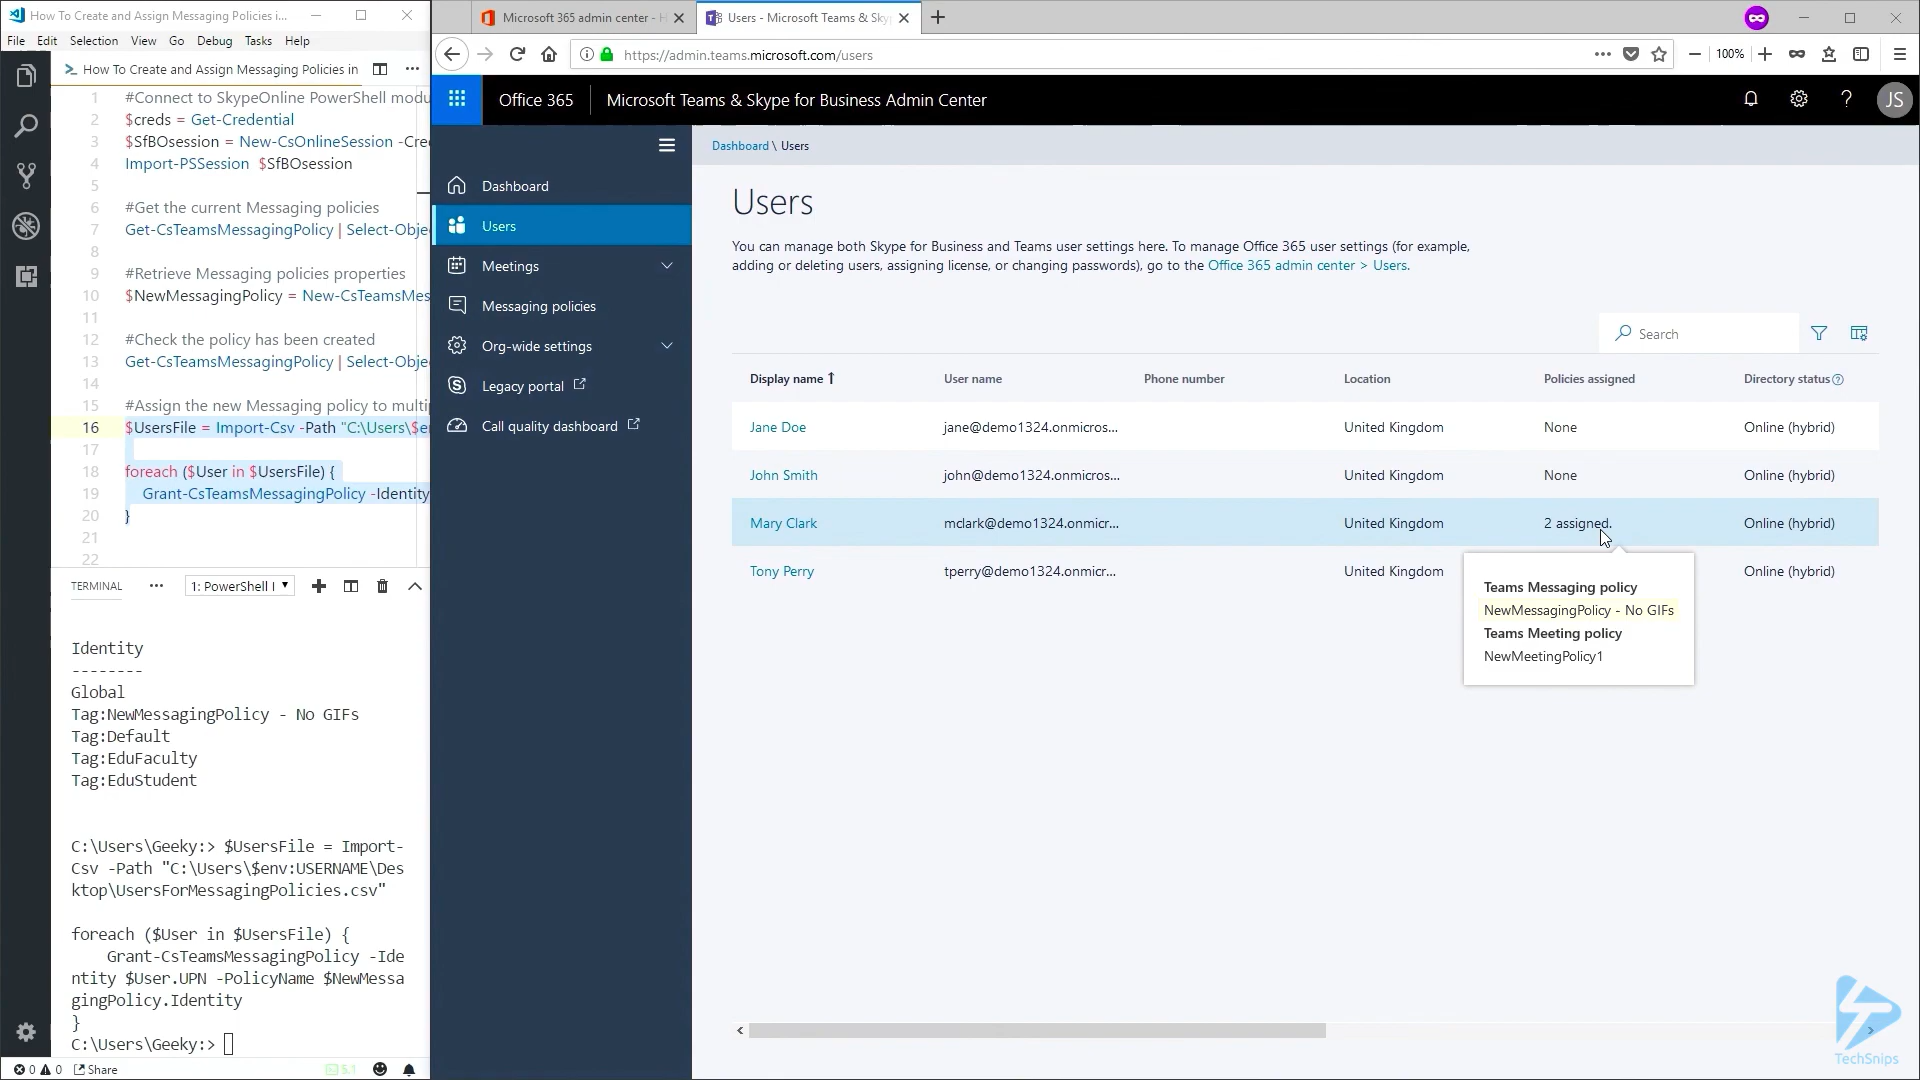 How To Create and Assign Messaging Policies i...
File Edit Selection View Go Debug Tasks Help
How To Create and Assign Messaging Policies in
1 #Connect to SkypeOnline PowerShell modu
2 $creds = Get-Credential
3 $SfBOsession = New-CsOnlineSession -Cre
4 Import-PSSession $SfBOsession
5
6 #Get the current Messaging policies
7 Get-CsTeamsMessagingPolicy | Select-Obje
8
9 #Retrieve Messaging policies properties
10 $NewMessagingPolicy = New-CsTeamsMes
11
12 #Check the policy has been created
13 Get-CsTeamsMessagingPolicy | Select-Obje
14
15 #Assign the new Messaging policy to multip
16 $UsersFile = Import-Csv -Path "C:\Users\$en
17
18 foreach ($User in $UsersFile) {
19 Grant-CsTeamsMessagingPolicy -Identity
20 }
21
22
TERMINAL ... 1: PowerShell I
Identity
--------
Global
Tag:NewMessagingPolicy - No GIFs
Tag:Default
Tag:EduFaculty
Tag:EduStudent
C:\Users\Geeky:> $UsersFile = Import-
Csv -Path "C:\Users\$env:USERNAME\Des
ktop\UsersForMessagingPolicies.csv"
foreach ($User in $UsersFile) {
Grant-CsTeamsMessagingPolicy -Ide
ntity $User.UPN -PolicyName $NewMessa
gingPolicy.Identity
}
C:\Users\Geeky:>
0 0 Share 5.1
Microsoft 365 admin center - H
Users - Microsoft Teams & Sky
https://admin.teams.microsoft.com/users
100%
Office 365 Microsoft Teams & Skype for Business Admin Center
? JS
Dashboard
Users
Meetings
Messaging policies
Org-wide settings
Legacy portal
Call quality dashboard
Dashboard \ Users
Users
You can manage both Skype for Business and Teams user settings here. To manage Office 365 user settings (for example,
adding or deleting users, assigning license, or changing passwords), go to the Office 365 admin center > Users.
Search
Display name ↑ User name Phone number Location Policies assigned Directory status
Jane Doe jane@demo1324.onmicros... United Kingdom None Online (hybrid)
John Smith john@demo1324.onmicros... United Kingdom None Online (hybrid)
Mary Clark mclark@demo1324.onmicr... United Kingdom 2 assigned. Online (hybrid)
Tony Perry tperry@demo1324.onmicr... United Kingdom Online (hybrid)
Teams Messaging policy
NewMessagingPolicy - No GIFs
Teams Meeting policy
NewMeetingPolicy1
TechSnips